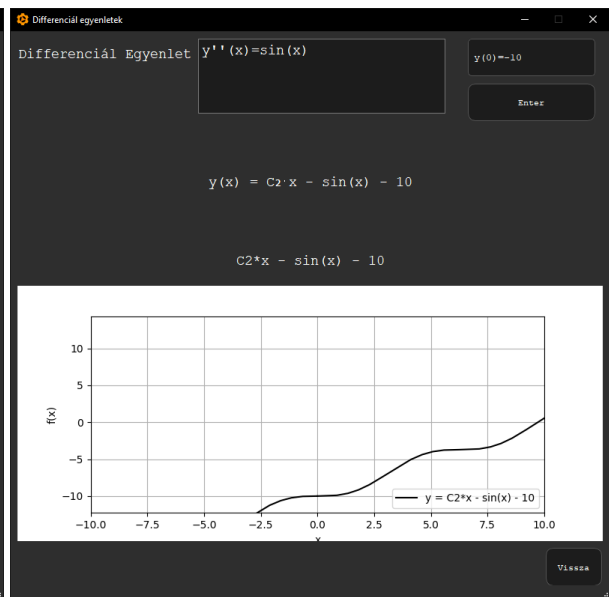 Differenciál egyenletek
Differenciál Egyenlet
y''(x)=sin(x)
y(0)=-10
Enter
y(x) = C₂⋅x - sin(x) - 10
C2*x - sin(x) - 10
f(x)
10
5
0
−5
−10
−10.0 −7.5 −5.0 −2.5 0.0 2.5 5.0 7.5 10.0
x
y = C2*x - sin(x) - 10
Vissza